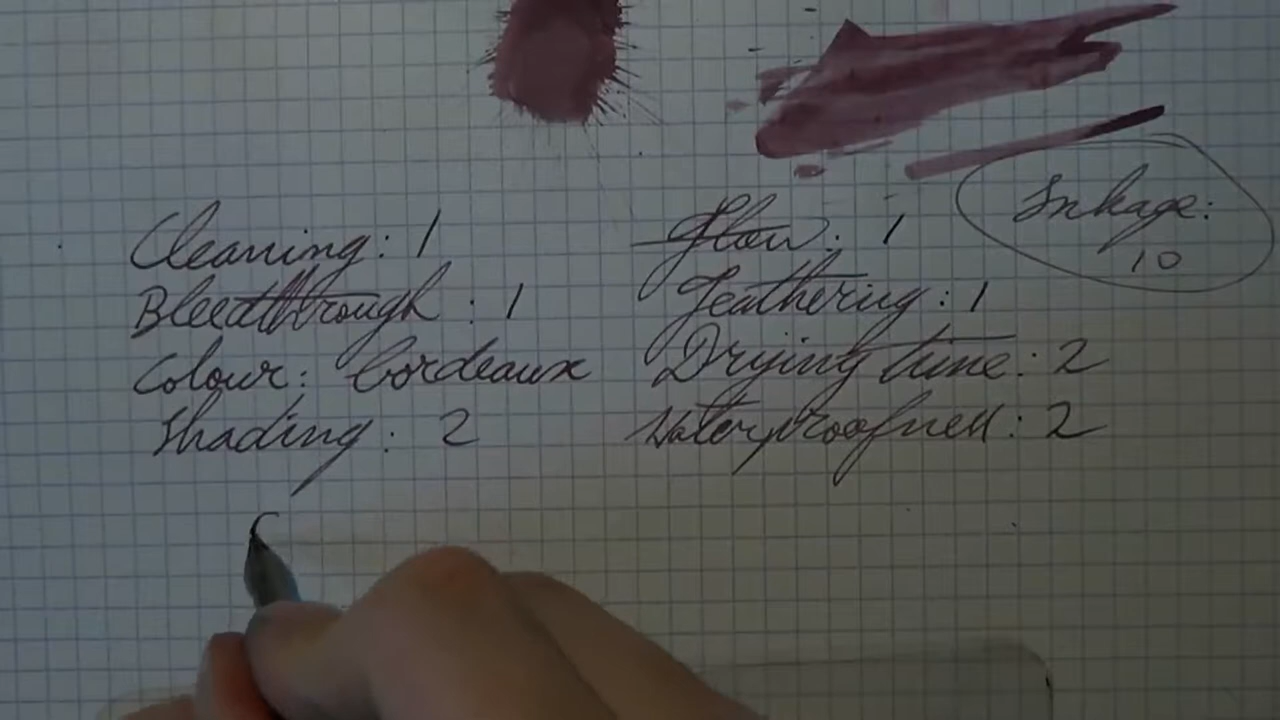 Cleaning: 1
Flow: 1
Inkage:
10
Bleedthrough: 1
Feathering: 1
Colour: bordeaux
Drying time: 2
Shading: 2
Waterproofness: 2